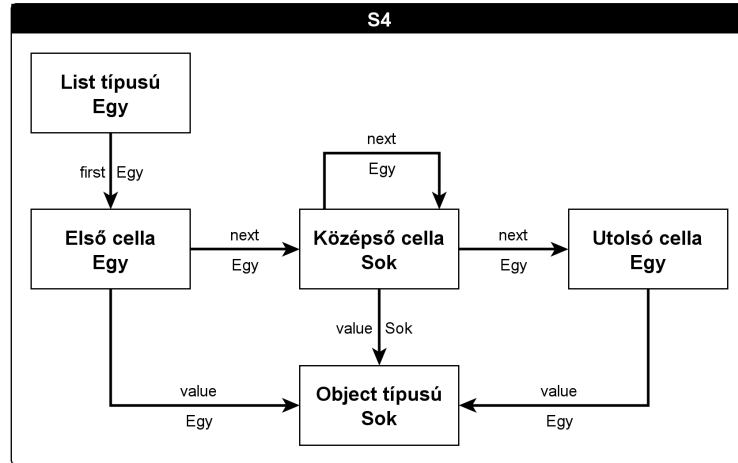 S4
List típusú
Egy
first Egy
next
Egy
Első cella
Egy
next
Egy
Középső cella
Sok
next
Egy
Utolsó cella
Egy
value Sok
value
Egy
Object típusú
Sok
value
Egy